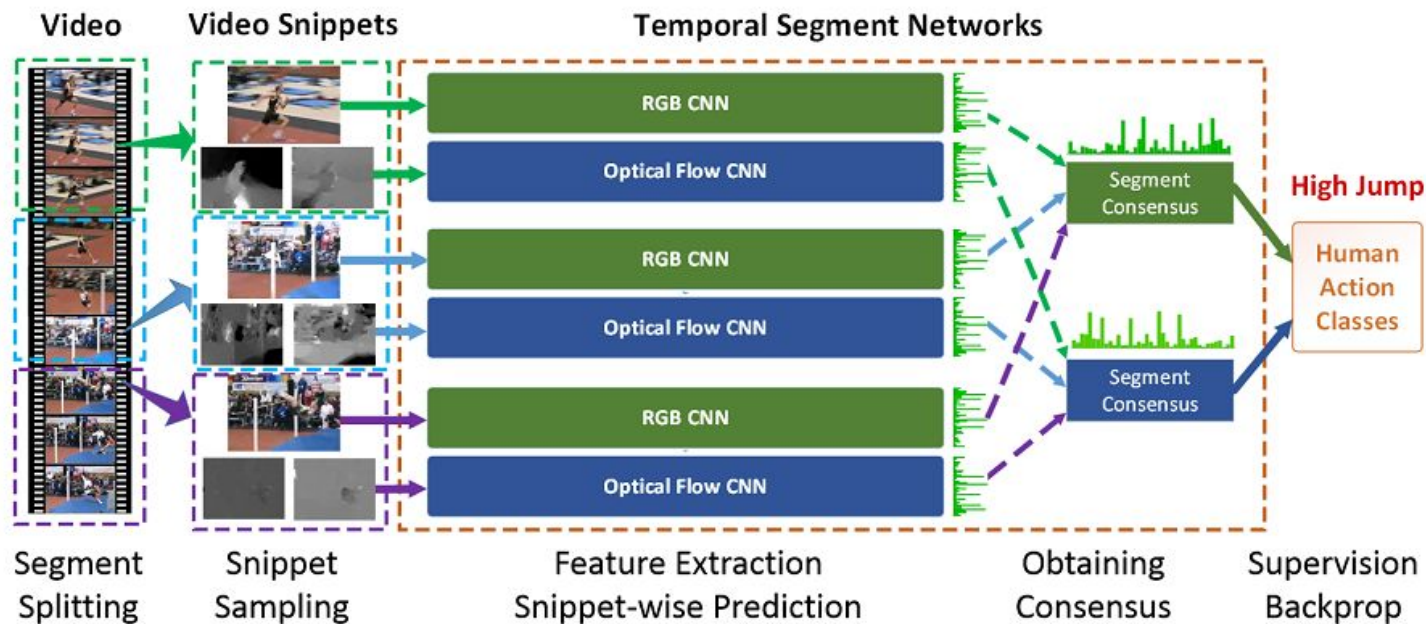 Video
Video Snippets
Temporal Segment Networks
RGB CNN
Optical Flow CNN
RGB CNN
Optical Flow CNN
RGB CNN
Optical Flow CNN
Segment
Consensus
Segment
Consensus
High Jump
Human
Action
Classes
Segment
Splitting
Snippet
Sampling
Feature Extraction
Snippet-wise Prediction
Obtaining
Consensus
Supervision
Backprop